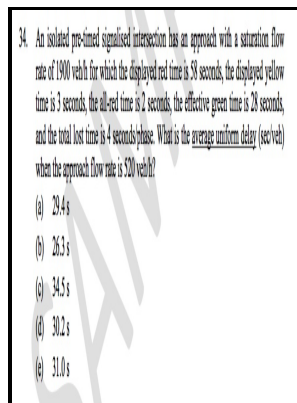 34. An isolated pre-timed signalised intersection has an approach with a saturation flow
rate of 1900 veh/h for which the displayed red time is 58 seconds, the displayed yellow
time is 3 seconds, the all-red time is 2 seconds, the effective green time is 28 seconds,
and the total lost time is 4 seconds/phase. What is the average uniform delay (sec/veh)
when the approach flow rate is 520 veh/h?
(a) 29.4 s
(b) 26.3 s
(c) 34.5 s
(d) 30.2 s
(e) 31.0 s